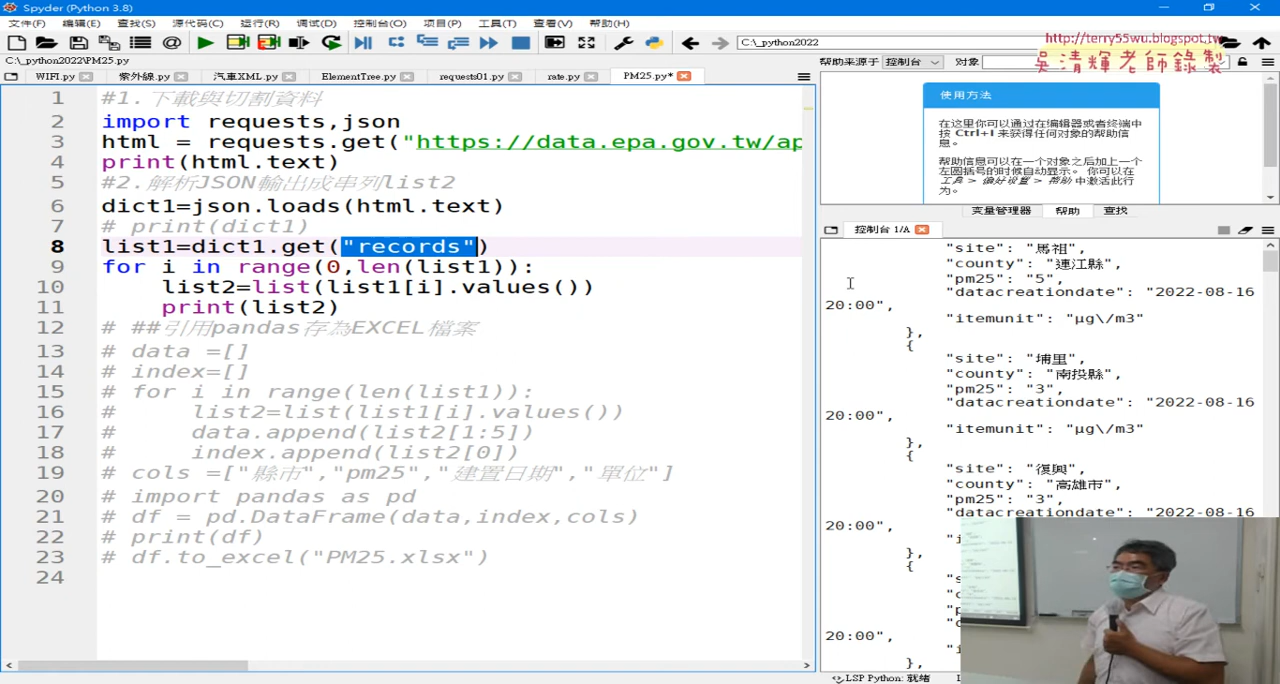 Spyder (Python 3.8)
文件(F) 编辑(E) 查找(S) 源代码(C) 运行(R) 调试(D) 控制台(O) 项目(P) 工具(T) 查看(V) 帮助(H)
C:\_python2022
http://terry55wu.blogspot.tw
吳清輝老師錄製
C:\_python2022\PM25.py
WIFI.py 紫外線.py 汽車XML.py ElementTree.py requests01.py rate.py PM25.py*
帮助来源于 控制台 对象
1 #1.下載與切割資料
2 import requests,json
3 html = requests.get("https://data.epa.gov.tw/ap
4 print(html.text)
5 #2.解析JSON輸出成串列list2
6 dict1=json.loads(html.text)
7 # print(dict1)
8 list1=dict1.get("records")
9 for i in range(0,len(list1)):
10 list2=list(list1[i].values())
11 print(list2)
12 # ##引用pandas存為EXCEL檔案
13 # data =[]
14 # index=[]
15 # for i in range(len(list1)):
16 # list2=list(list1[i].values())
17 # data.append(list2[1:5])
18 # index.append(list2[0])
19 # cols =["縣市","pm25","建置日期","單位"]
20 # import pandas as pd
21 # df = pd.DataFrame(data,index,cols)
22 # print(df)
23 # df.to_excel("PM25.xlsx")
24
使用方法
在这里你可以通过在编辑器或者终端中
按 Ctrl+I 来获得任何对象的帮助信
息。
帮助信息可以在一个对象之后加上一个
左圆括号的时候自动显示。 你可以在
工具 > 偏好设置 > 帮助 中激活此行
为。
变量管理器 帮助 查找
控制台 1/A
"site": "馬祖",
"county": "連江縣",
"pm25": "5",
"datacreationdate": "2022-08-16
20:00",
"itemunit": "μg\/m3"
},
{
"site": "埔里",
"county": "南投縣",
"pm25": "3",
"datacreationdate": "2022-08-16
20:00",
"itemunit": "μg\/m3"
},
{
"site": "復興",
"county": "高雄市",
"pm25": "3",
"datacreationdate": "2022-08-16
20:00",
},
{
20:00",
},
LSP Python: 就绪